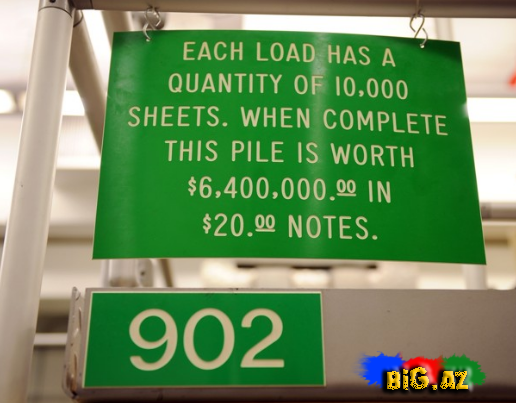 EACH LOAD HAS A
QUANTITY OF 10,000
SHEETS. WHEN COMPLETE
THIS PILE IS WORTH
$6,400,000.00 IN
$20.00 NOTES.
902
BiG.AZ